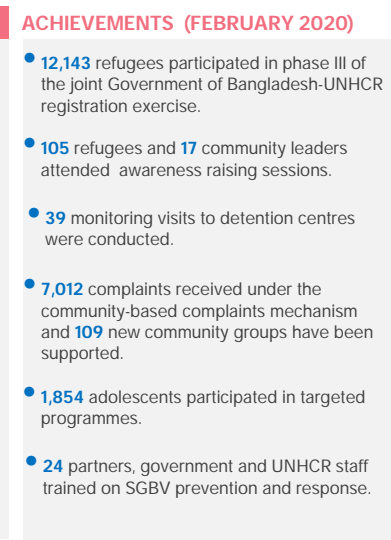 ACHIEVEMENTS (FEBRUARY 2020)
• 12,143 refugees participated in phase III of
the joint Government of Bangladesh-UNHCR
registration exercise.
• 105 refugees and 17 community leaders
attended awareness raising sessions.
• 39 monitoring visits to detention centres
were conducted.
• 7,012 complaints received under the
community-based complaints mechanism
and 109 new community groups have been
supported.
• 1,854 adolescents participated in targeted
programmes.
• 24 partners, government and UNHCR staff
trained on SGBV prevention and response.